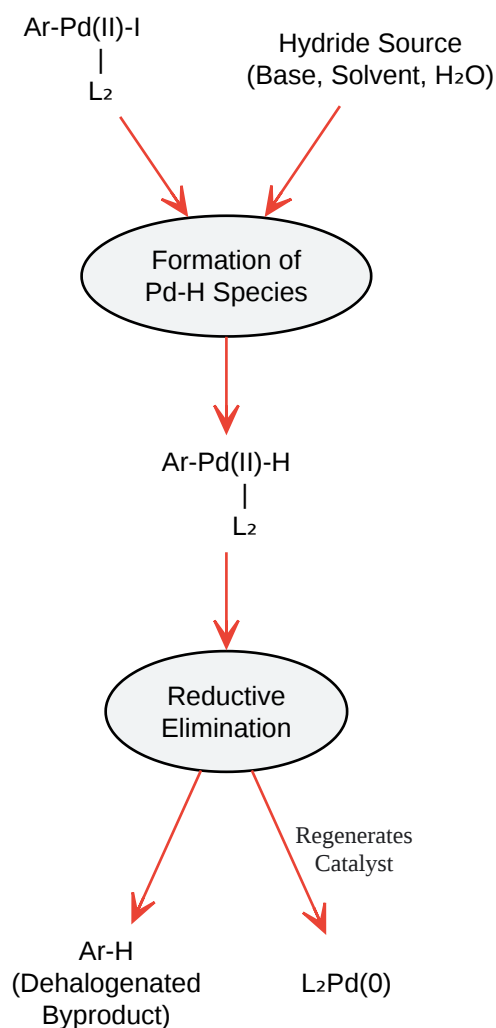 Ar-Pd(II)-I
|
L₂
Hydride Source
(Base, Solvent, H₂O)
Formation of
Pd-H Species
Ar-Pd(II)-H
|
L₂
Reductive
Elimination
Regenerates
Catalyst
Ar-H
(Dehalogenated
Byproduct)
L₂Pd(0)